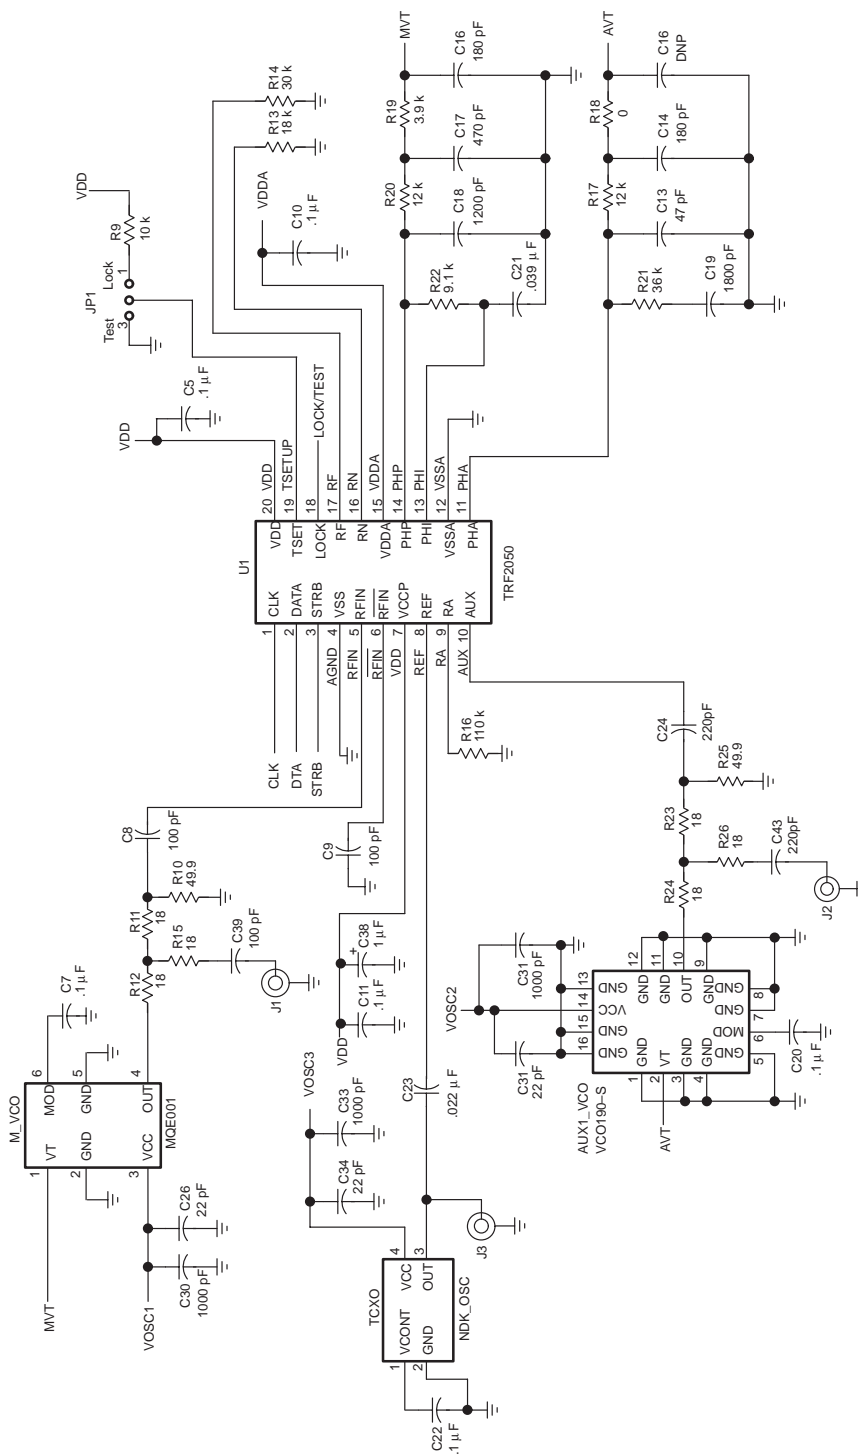 MVT
C16
180 pF
R19
3.9 k
C17
470 pF
R20
12 k
C18
1200 pF
R22
9.1 k
C21
.039 µF
AVT
C16
DNP
R18
0
C14
180 pF
R17
12 k
C13
47 pF
R21
36 k
C19
1800 pF
R14
30 k
R13
18 k
VDDA
C10
.1 µF
VDD
R9
10 k
JP1
Lock
1
Test
3
VDD
C5
.1 µF
LOCK/TEST
20 VDD
19 TSETUP
18
17 RF
16 RN
15 VDDA
14 PHP
13 PHI
12 VSSA
11 PHA
U1
VDD
TSET
LOCK
RF
RN
VDDA
PHP
PHI
VSSA
PHA
CLK
DATA
STRB
VSS
RFIN
RFIN
VCCP
REF
RA
AUX
TRF2050
1
2
3
AGND 4
RFIN 5
RFIN 6
VDD 7
REF 8
RA 9
AUX 10
CLK
DTA
STRB
R16
110 k
C8
100 pF
C9
100 pF
R10
49.9
R11
18
R15
18
C39
100 pF
R12
18
J1
C7
.1 µF
M_VCO
MQE001
1
VT
2
GND
3
VCC
6
MOD
5
GND
4
OUT
C26
22 pF
C30
1000 pF
MVT
VOSC1
VDD
C38
1 µF
+
C11
.1 µF
VOSC3
C33
1000 pF
C34
22 pF
C23
.022 µF
TCXO
NDK_OSC
4
VCC
3
OUT
1
VCONT
2
GND
C22
.1 µF
J3
C24
220pF
R25
49.9
R23
18
R26
18
C43
220pF
R24
18
J2
VOSC2
C31
1000 pF
C31
22 pF
AUX1_VCO
VCO190–S
AVT
1
GND
2
VT
3
GND
4
GND
5
GND
6
MOD
7
GND
8
GND
9
GND
10
OUT
11
GND
12
GND
13
GND
14
VCC
15
GND
16
GND
C20
.1 µF